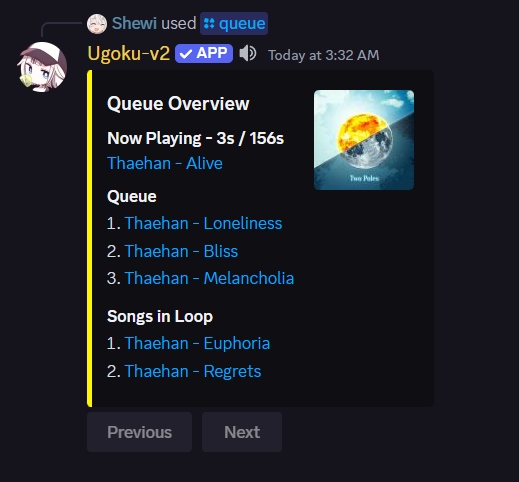 Shewi used queue
Ugoku-v2 ✓ APP Today at 3:32 AM
Queue Overview
Now Playing - 3s / 156s
Thaehan - Alive
Two Poles
Queue
1. Thaehan - Loneliness
2. Thaehan - Bliss
3. Thaehan - Melancholia
Songs in Loop
1. Thaehan - Euphoria
2. Thaehan - Regrets
Previous Next